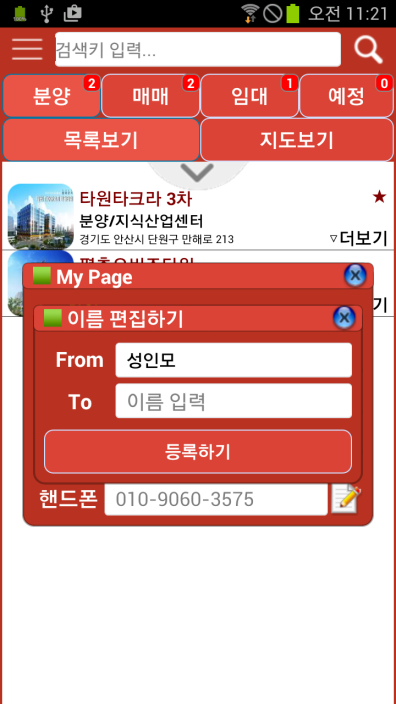 오전 11:21
검색키 입력...
분양 2 매매 2 임대 1 예정 0
목록보기 지도보기
타원타크라 3차 ★
분양/지식산업센터
경기도 안산시 단원구 만해로 213 ▽더보기
My Page
이름 편집하기
From 성인모
To 이름 입력
등록하기
핸드폰 010-9060-3575